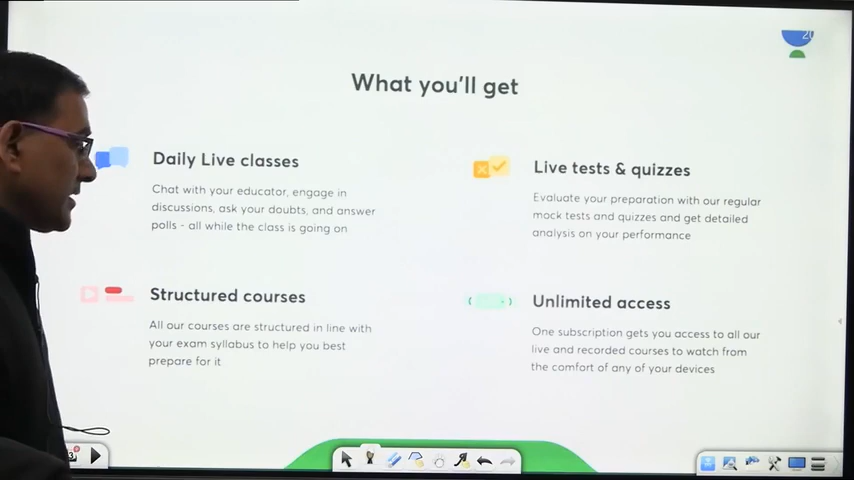 20
What you'll get
Daily Live classes
Chat with your educator, engage in
discussions, ask your doubts, and answer
polls - all while the class is going on
Live tests & quizzes
Evaluate your preparation with our regular
mock tests and quizzes and get detailed
analysis on your performance
Structured courses
All our courses are structured in line with
your exam syllabus to help you best
prepare for it
Unlimited access
One subscription gets you access to all our
live and recorded courses to watch from
the comfort of any of your devices